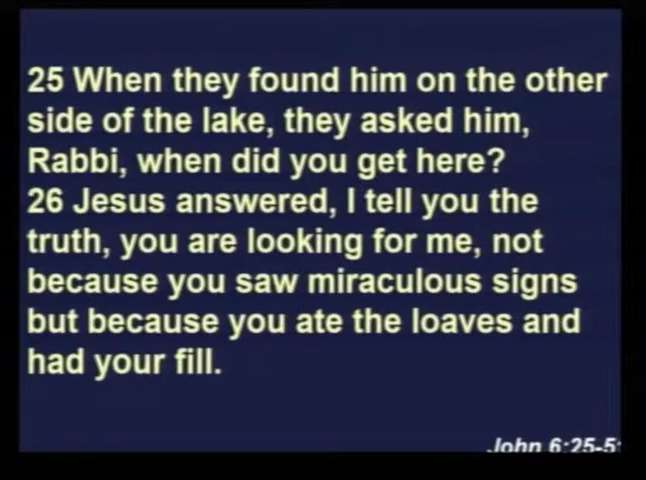 25 When they found him on the other
side of the lake, they asked him,
Rabbi, when did you get here?
26 Jesus answered, I tell you the
truth, you are looking for me, not
because you saw miraculous signs
but because you ate the loaves and
had your fill.
John 6:25-5